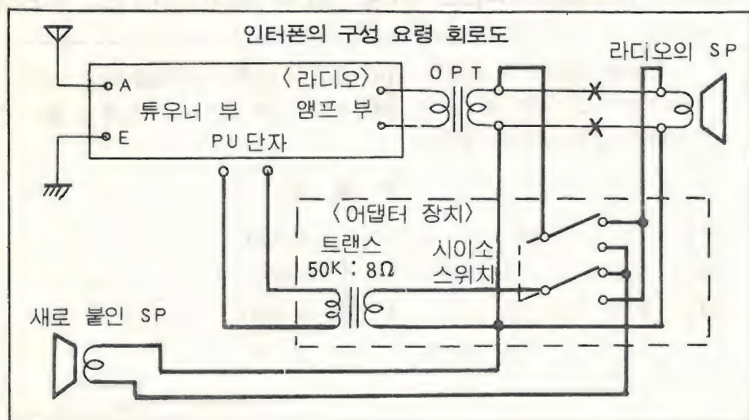 인터폰의 구성 요령 회로도
라디오의 SP
OPT
A
〈라디오〉
튜우너 부
앰프 부
E
PU 단자
〈어댑터 장치〉
트랜스
시이소
50K : 8Ω
스위치
새로 붙인 SP